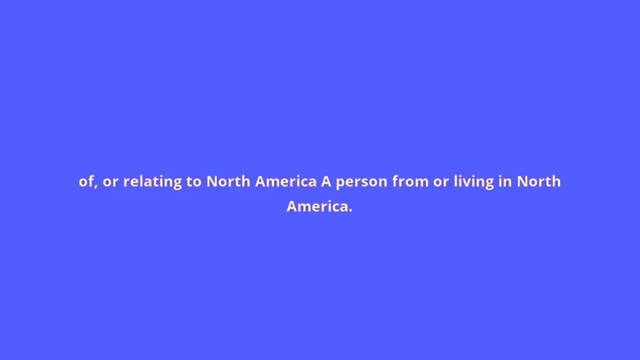 of, or relating to North America A person from or living in North
America.